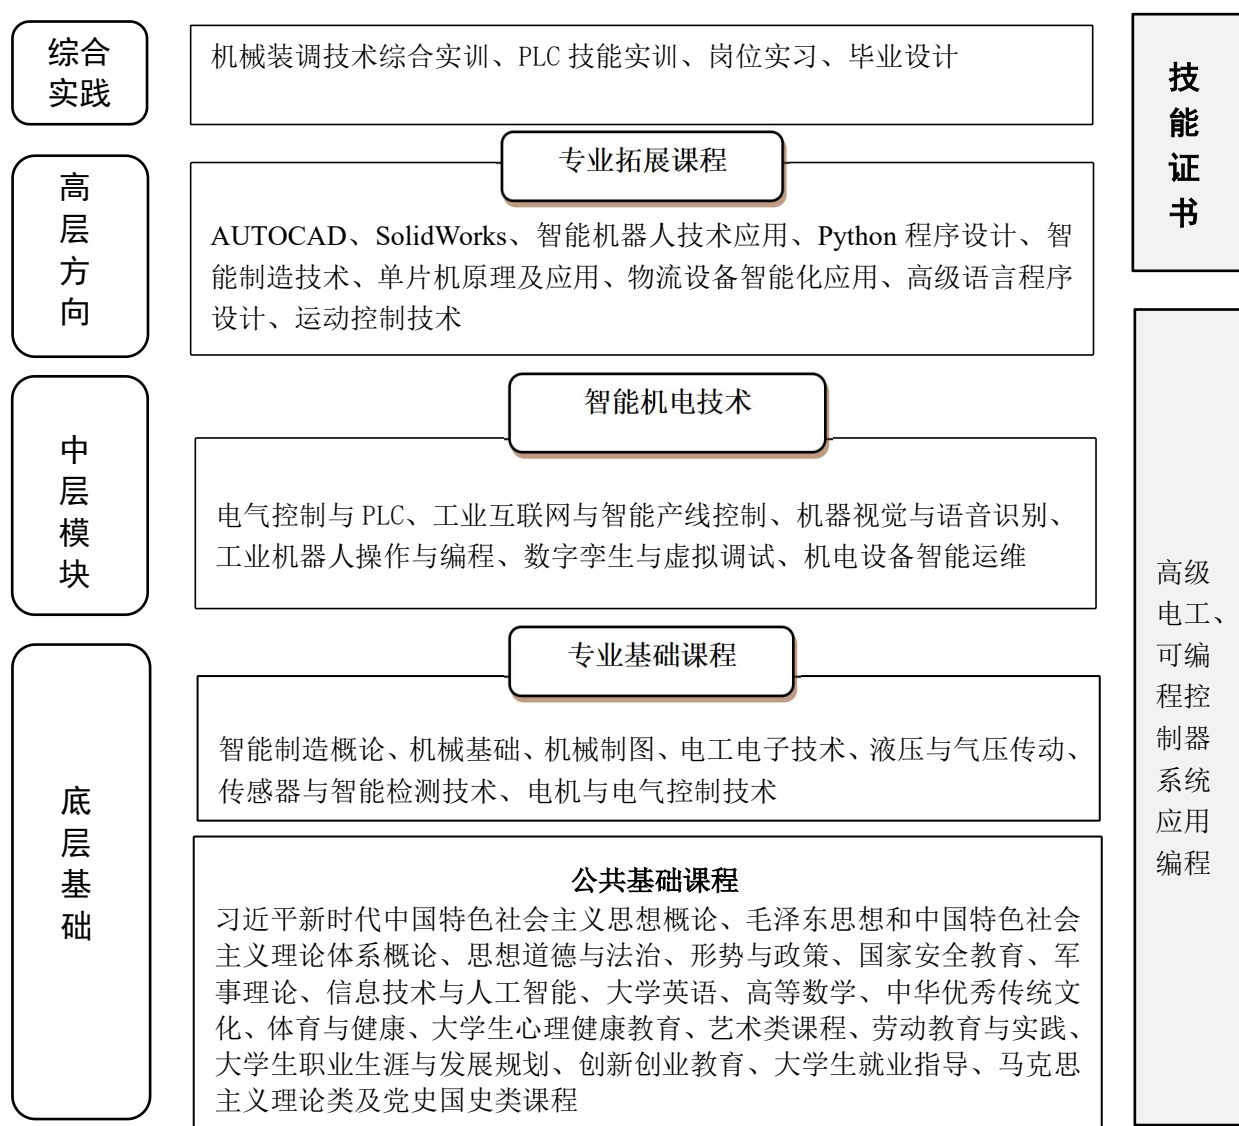 综合
实践
机械装调技术综合实训、PLC 技能实训、岗位实习、毕业设计
高
层
方
向
专业拓展课程
AUTOCAD、SolidWorks、智能机器人技术应用、Python 程序设计、智
能制造技术、单片机原理及应用、物流设备智能化应用、高级语言程序
设计、运动控制技术
中
层
模
块
智能机电技术
电气控制与 PLC、工业互联网与智能产线控制、机器视觉与语音识别、
工业机器人操作与编程、数字孪生与虚拟调试、机电设备智能运维
底
层
基
础
专业基础课程
智能制造概论、机械基础、机械制图、电工电子技术、液压与气压传动、
传感器与智能检测技术、电机与电气控制技术
公共基础课程
习近平新时代中国特色社会主义思想概论、毛泽东思想和中国特色社会
主义理论体系概论、思想道德与法治、形势与政策、国家安全教育、军
事理论、信息技术与人工智能、大学英语、高等数学、中华优秀传统文
化、体育与健康、大学生心理健康教育、艺术类课程、劳动教育与实践、
大学生职业生涯与发展规划、创新创业教育、大学生就业指导、马克思
主义理论类及党史国史类课程
技
能
证
书
高级
电工、
可编
程控
制器
系统
应用
编程